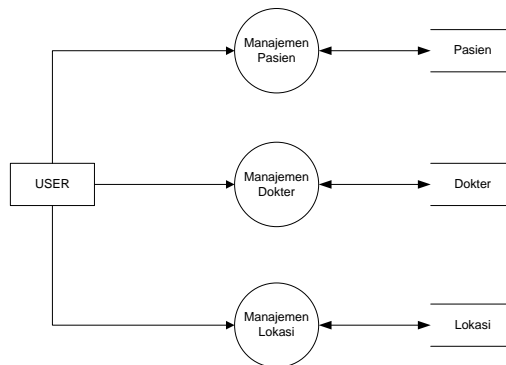 Manajemen
Pasien
Pasien
USER
Manajemen
Dokter
Dokter
Manajemen
Lokasi
Lokasi